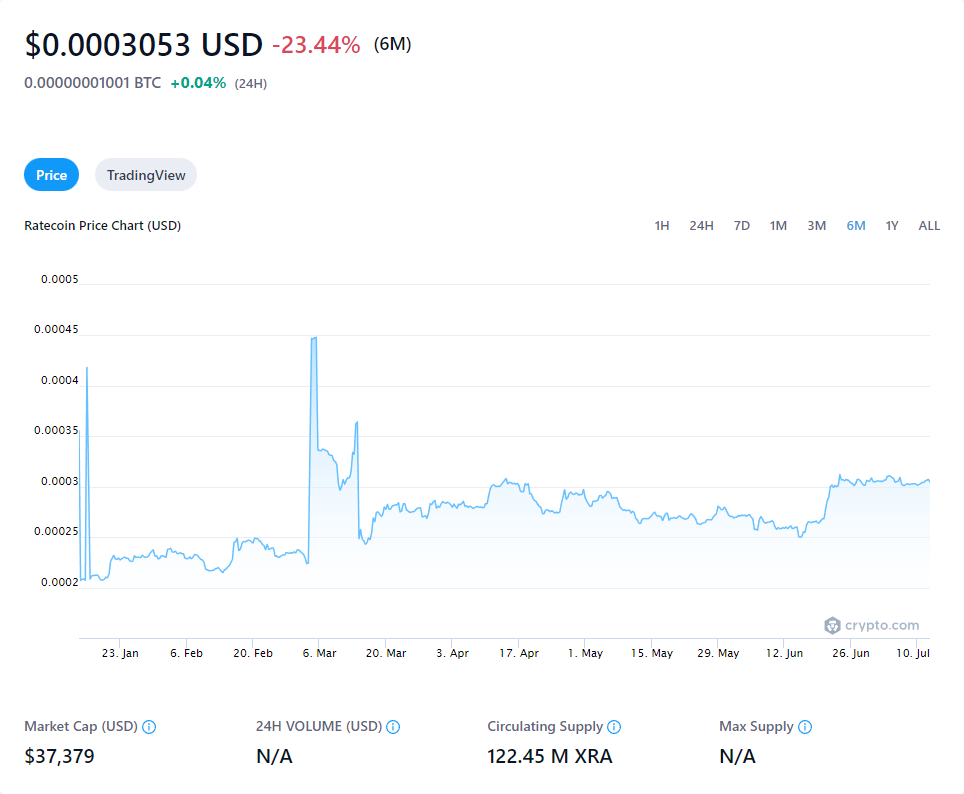 $0.0003053 USD -23.44% (6M)
0.00000001001 BTC +0.04% (24H)
Price TradingView
Ratecoin Price Chart (USD) 1H 24H 7D 1M 3M 6M 1Y ALL
0.0005
0.00045
0.0004
0.00035
0.0003
0.00025
0.0002
crypto.com
23. Jan 6. Feb 20. Feb 6. Mar 20. Mar 3. Apr 17. Apr 1. May 15. May 29. May 12. Jun 26. Jun 10. Jul
Market Cap (USD) 24H VOLUME (USD) Circulating Supply Max Supply
$37,379 N/A 122.45 M XRA N/A